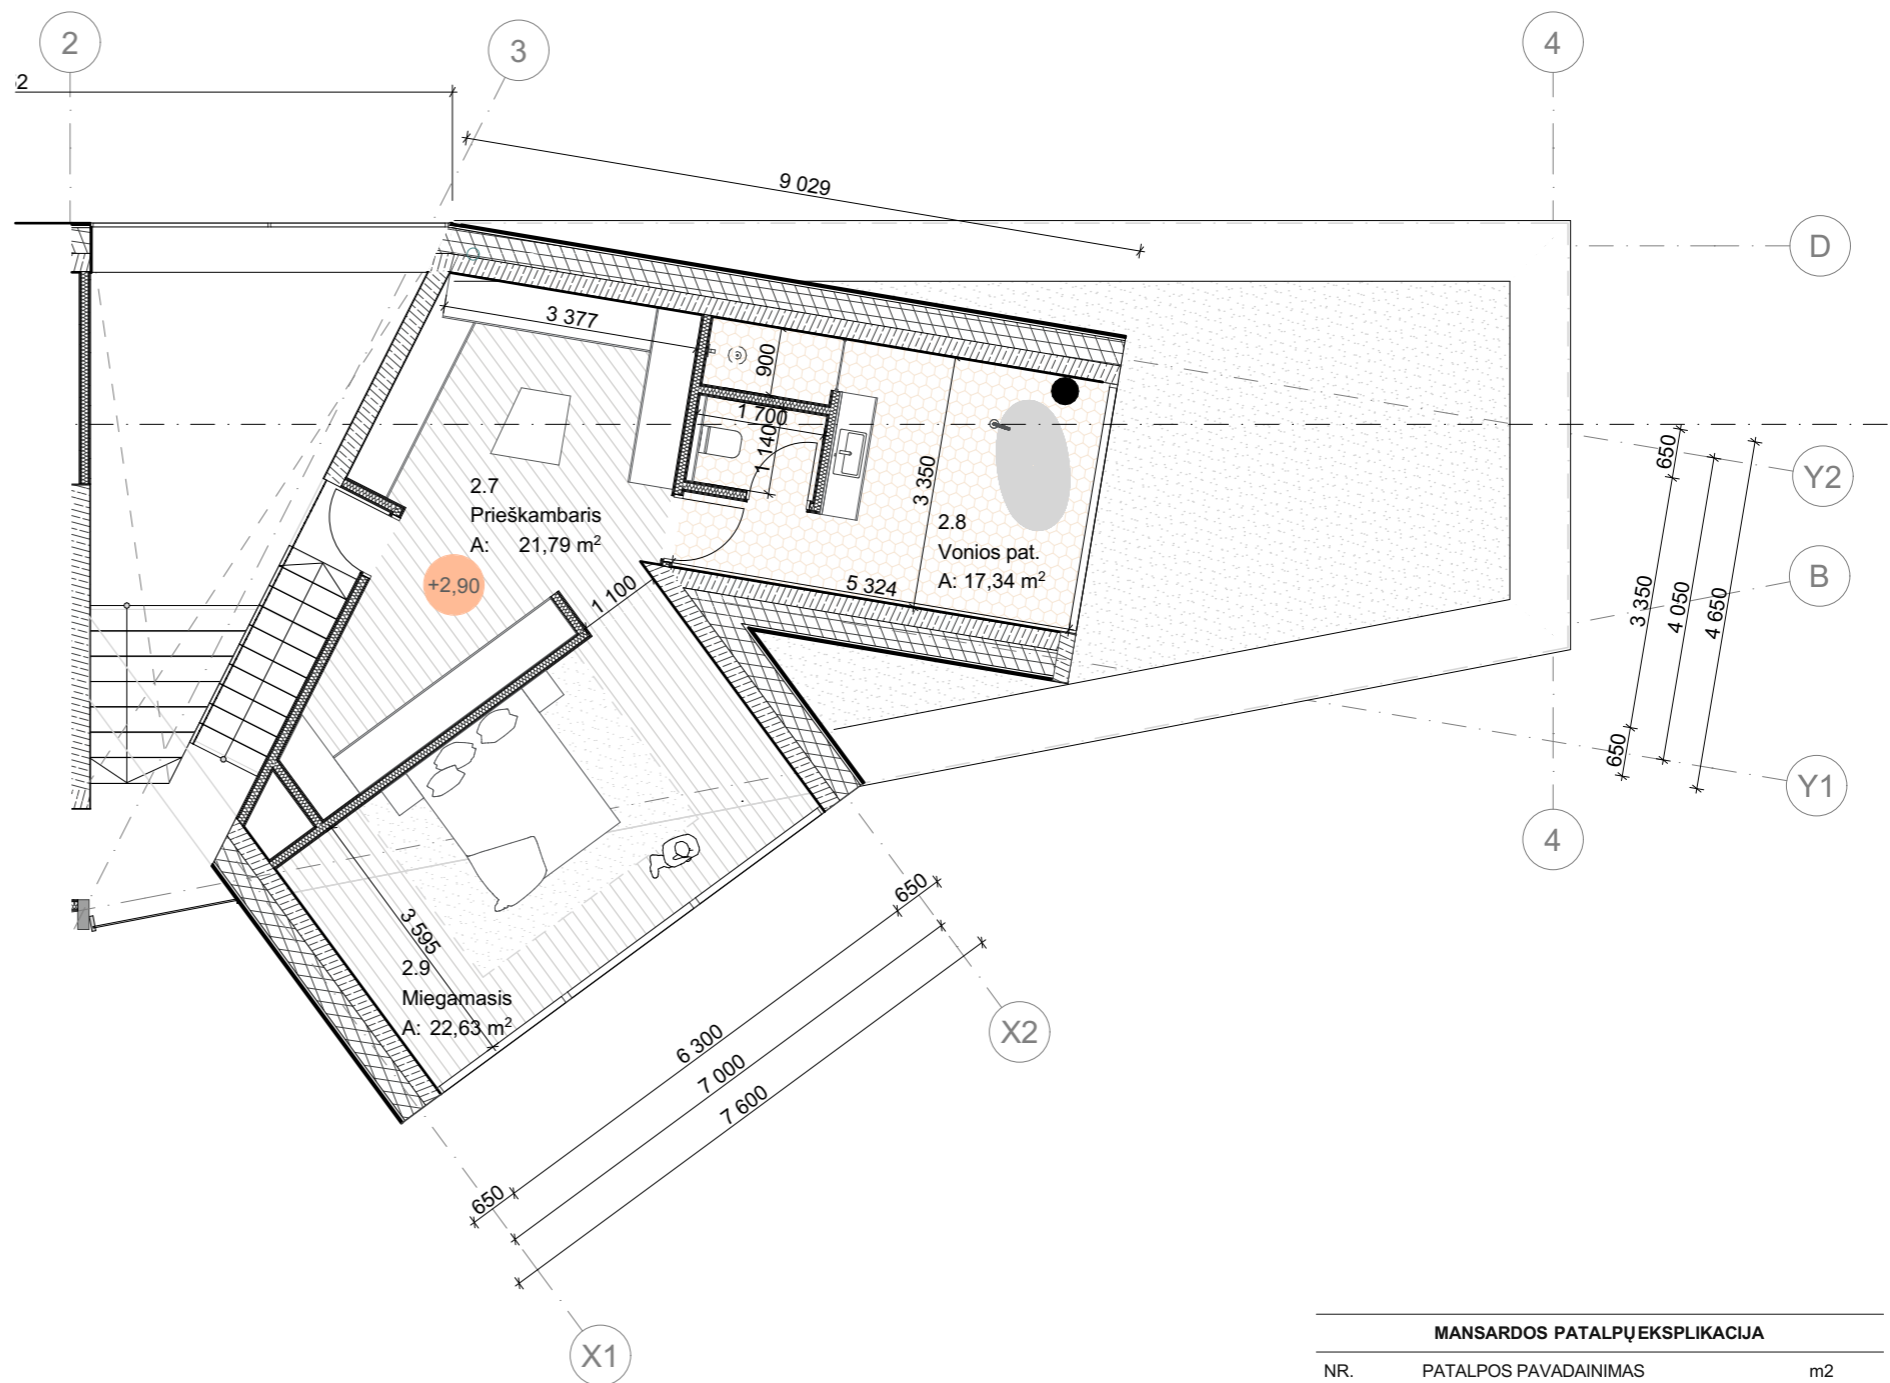 2
3
4
62
9 029
D
3 377
900
1 700
1 140
3 350
2.7
Prieškambaris
A: 21,79 m²
+2,90
2.8
Vonios pat.
A: 17,34 m²
5 324
1 100
650
Y2
3 350
4 050
4 650
B
650
Y1
4
3 595
2.9
Miegamasis
A: 22,63 m²
650
6 300
7 000
7 600
650
X2
X1
MANSARDOS PATALPŲ EKSPLIKACIJA
NR. PATALPOS PAVADAINIMAS m2